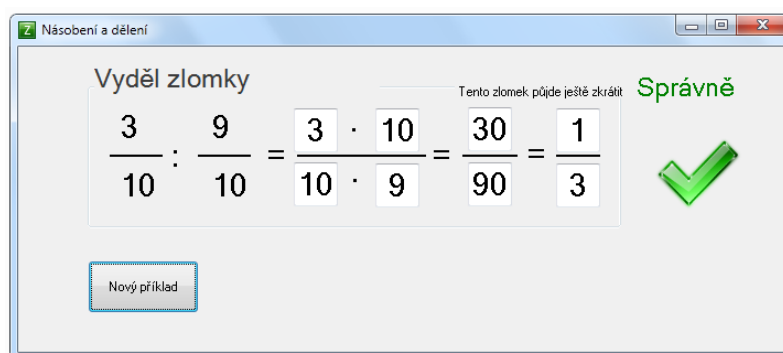 Z Násobení a dělení
Vyděl zlomky
Tento zlomek půjde ještě zkrátit
Správně
3 9 3 · 10 30 1
: = = =
10 10 10 · 9 90 3
Nový příklad